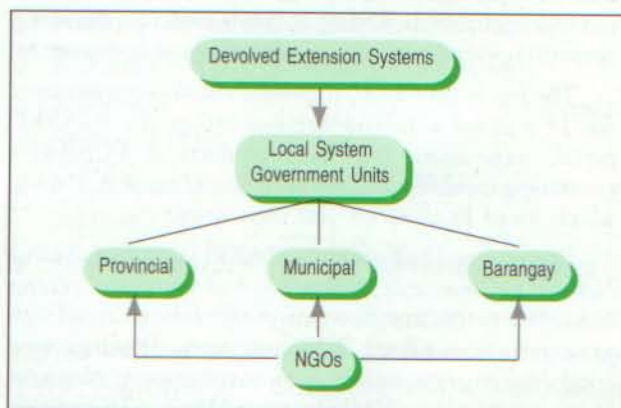 Devolved Extension Systems
Local System
Government Units
Provincial
Municipal
Barangay
NGOs